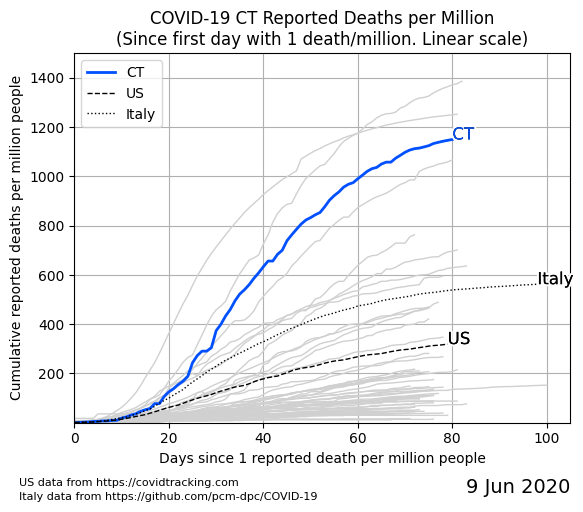 COVID-19 CT Reported Deaths per Million
(Since first day with 1 death/million. Linear scale)
Cumulative reported deaths per million people
1400
1200
1000
800
600
400
200
CT
US
Italy
CT
Italy
US
0
20
40
60
80
100
Days since 1 reported death per million people
US data from https://covidtracking.com
Italy data from https://github.com/pcm-dpc/COVID-19
9 Jun 2020